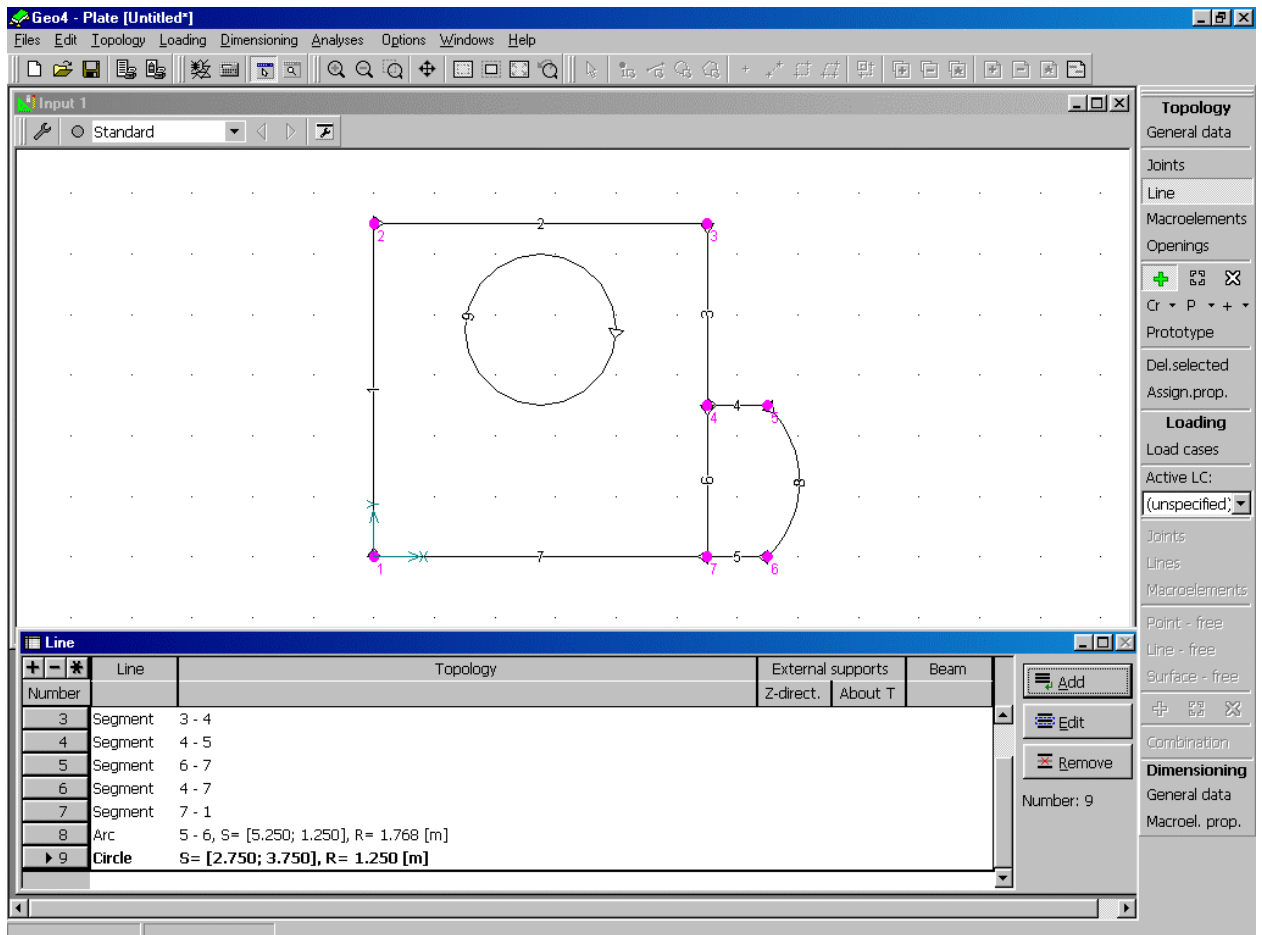 Geo4 - Plate [Untitled*]
Files Edit Topology Loading Dimensioning Analyses Options Windows Help
Input 1
Standard
2
2
3
9
3
1
4
4
5
6
8
Y
X
1
7
7
5
6
Line
Line Topology External supports Beam
Number Z-direct. About T
3 Segment 3 - 4
4 Segment 4 - 5
5 Segment 6 - 7
6 Segment 4 - 7
7 Segment 7 - 1
8 Arc 5 - 6, S= [5.250; 1.250], R= 1.768 [m]
9 Circle S= [2.750; 3.750], R= 1.250 [m]
Add
Edit
Remove
Number: 9
Topology
General data
Joints
Line
Macroelements
Openings
Cr P +
Prototype
Del.selected
Assign.prop.
Loading
Load cases
Active LC:
(unspecified)
Joints
Lines
Macroelements
Point - free
Line - free
Surface - free
Combination
Dimensioning
General data
Macroel. prop.